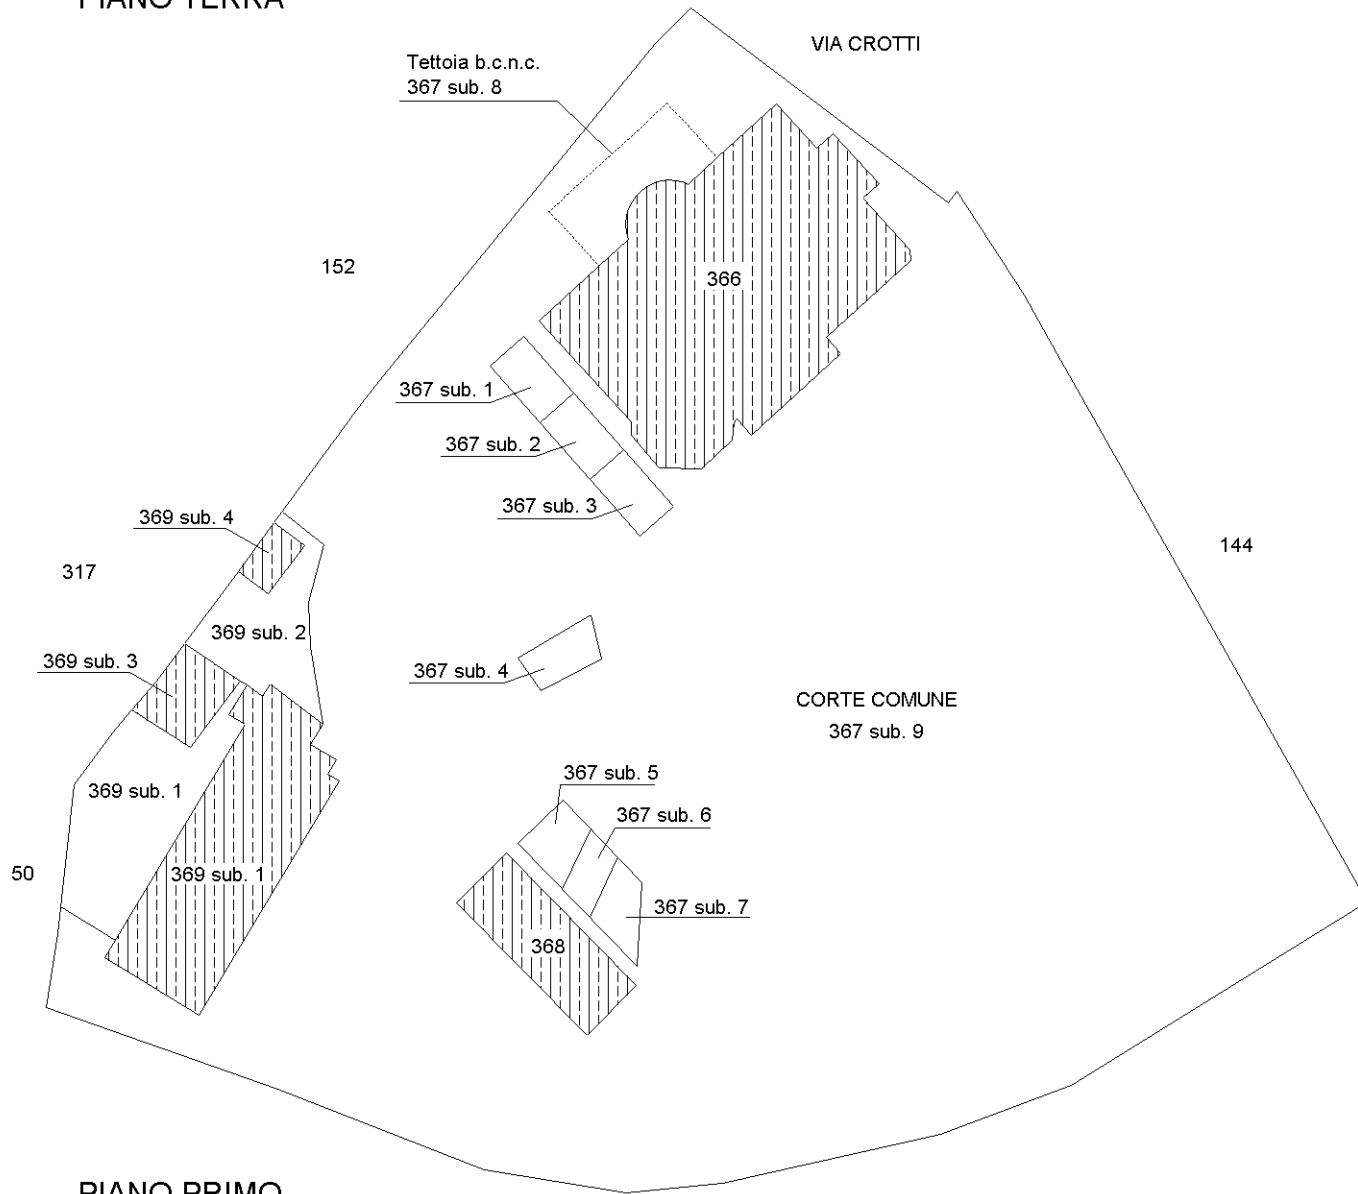 PIANO TERRA
VIA CROTTI
Tettoia b.c.n.c.
367 sub. 8
152
366
367 sub. 1
367 sub. 2
367 sub. 3
369 sub. 4
144
317
369 sub. 2
369 sub. 3
367 sub. 4
CORTE COMUNE
367 sub. 9
367 sub. 5
369 sub. 1
367 sub. 6
50
369 sub. 1
367 sub. 7
368
PIANO PRIMO